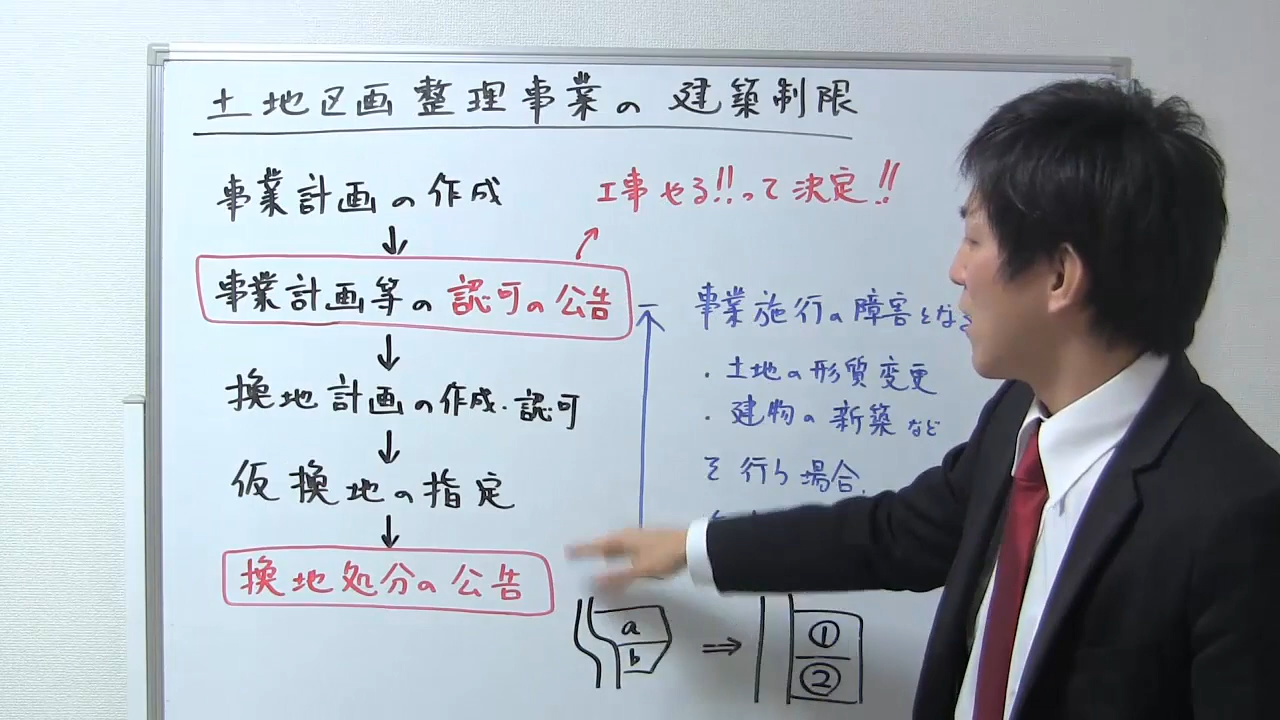 土地区画整理事業の建築制限
事業計画の作成
工事やる!!って決定!!
↓
事業計画等の認可の公告
↓
換地計画の作成・認可
↓
仮換地の指定
↓
換地処分の公告
事業施行の障害とな
・土地の形質変更
・建物の新築など
を行う場合、
a
b
⇒
①
②